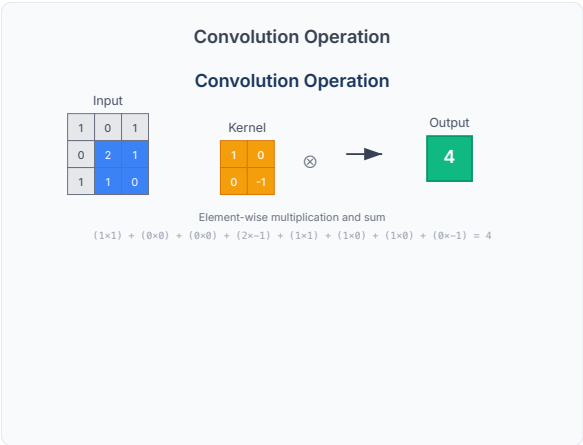 Convolution Operation
Convolution Operation
Input
1 0 1
0 2 1
1 1 0
Kernel
1 0
0 -1
⊗
Output
4
Element-wise multiplication and sum
(1×1) + (0×0) + (0×0) + (2×−1) + (1×1) + (1×0) + (1×0) + (0×−1) = 4